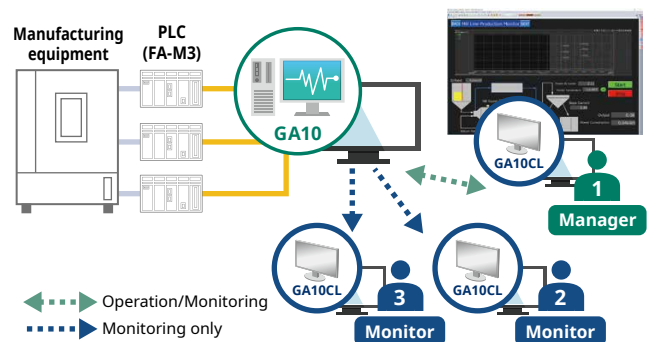 Manufacturing
equipment
PLC
(FA-M3)
GA10
GA10CL
1
Manager
GA10CL
3
Monitor
GA10CL
2
Monitor
Operation/Monitoring
Monitoring only